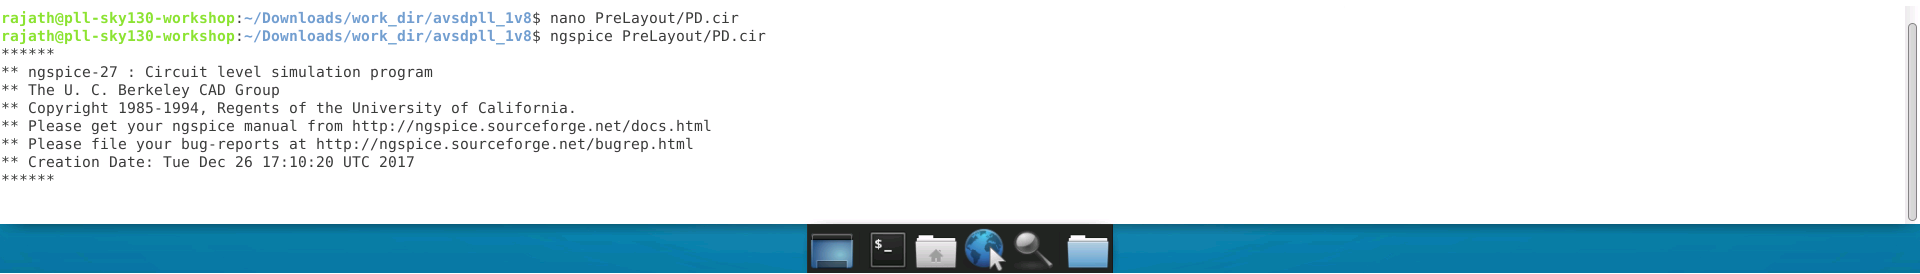 rajath@pll-sky130-workshop:~/Downloads/work_dir/avsdpll_1v8$ nano PreLayout/PD.cir
rajath@pll-sky130-workshop:~/Downloads/work_dir/avsdpll_1v8$ ngspice PreLayout/PD.cir
******
** ngspice-27 : Circuit level simulation program
** The U. C. Berkeley CAD Group
** Copyright 1985-1994, Regents of the University of California.
** Please get your ngspice manual from http://ngspice.sourceforge.net/docs.html
** Please file your bug-reports at http://ngspice.sourceforge.net/bugrep.html
** Creation Date: Tue Dec 26 17:10:20 UTC 2017
******
$_